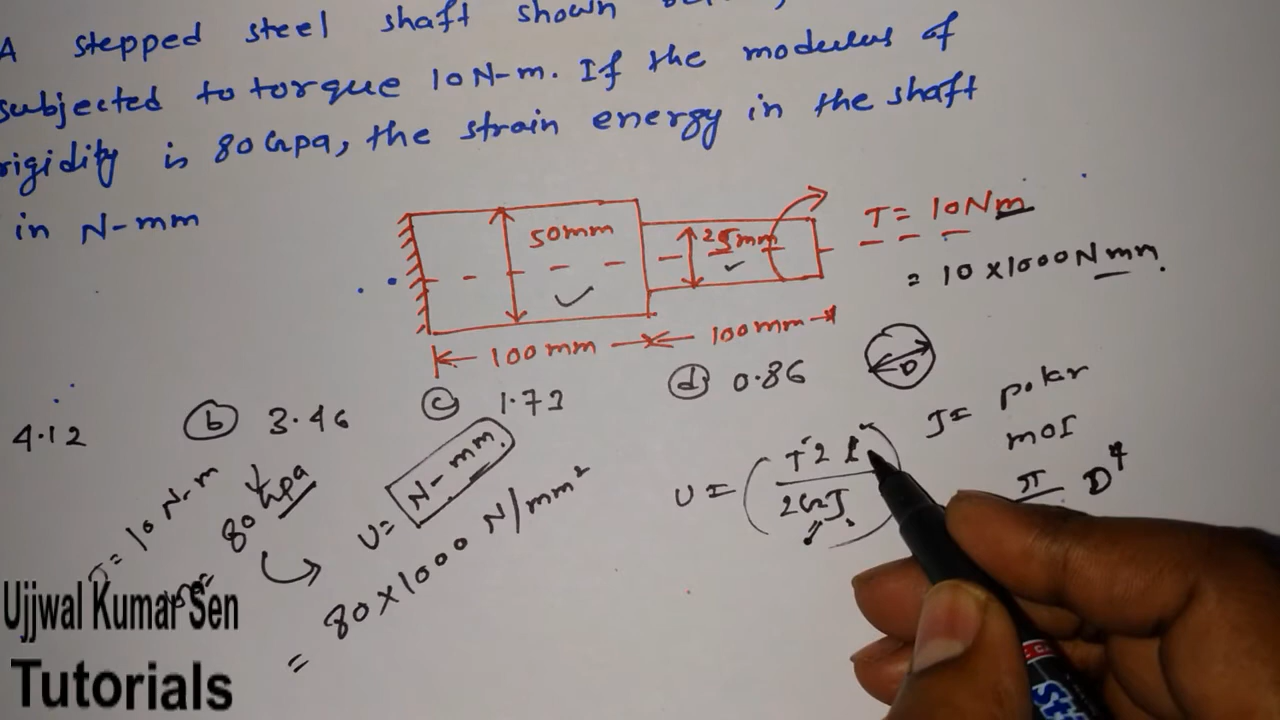 A stepped steel shaft shown
subjected to torque 10 N-m. If the modulus of
rigidity is 80 Gpa, the strain energy in the shaft
in N-mm
50mm
25mm
T = 10Nm
= 10 x 1000 N mm.
100 mm
100 mm
4.12
(b) 3.46
(c) 1.73
(d) 0.86
D
= 10 N-m
80 Gpa
U = N-mm.
= 80 x 1000 N/mm²
U = (T² l / 2GJ)
J = polar
MOI
π D⁴
Ujjwal Kumar Sen
Tutorials